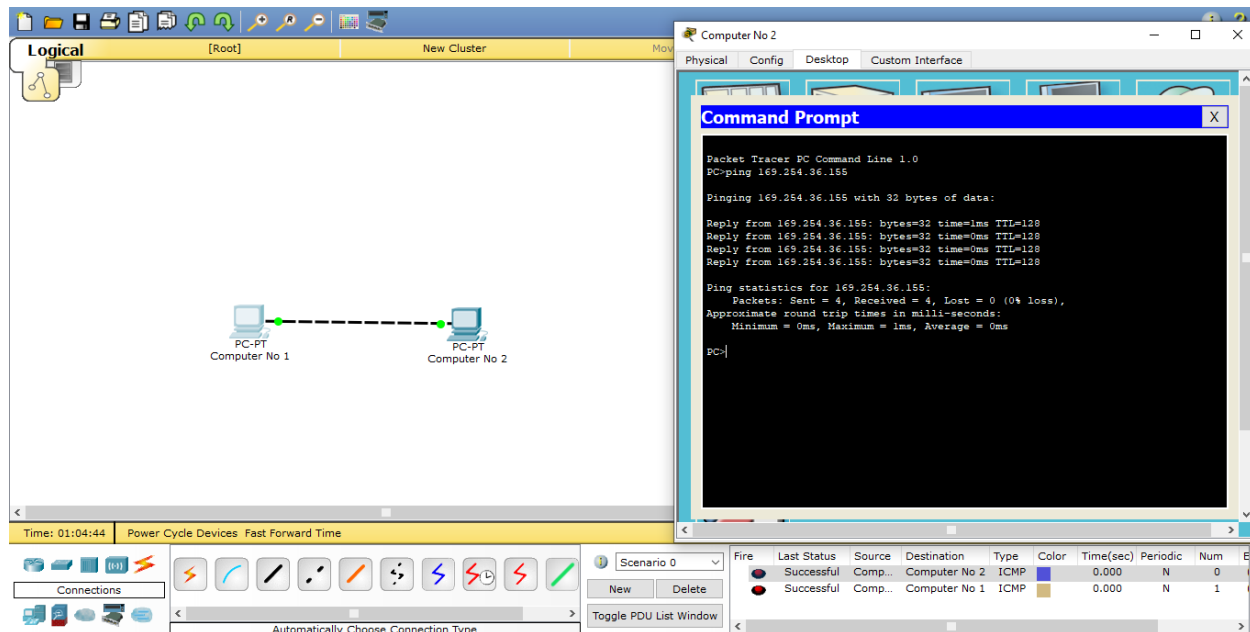 Logical
[Root]
New Cluster
Mov
Computer No 2
Physical Config Desktop Custom Interface
Command Prompt
X
Packet Tracer PC Command Line 1.0
PC>ping 169.254.36.155
Pinging 169.254.36.155 with 32 bytes of data:
Reply from 169.254.36.155: bytes=32 time=1ms TTL=128
Reply from 169.254.36.155: bytes=32 time=0ms TTL=128
Reply from 169.254.36.155: bytes=32 time=0ms TTL=128
Reply from 169.254.36.155: bytes=32 time=0ms TTL=128
Ping statistics for 169.254.36.155:
Packets: Sent = 4, Received = 4, Lost = 0 (0% loss),
Approximate round trip times in milli-seconds:
Minimum = 0ms, Maximum = 1ms, Average = 0ms
PC>
PC-PT
Computer No 1
PC-PT
Computer No 2
Time: 01:04:44 Power Cycle Devices Fast Forward Time
Connections
Automatically Choose Connection Type
Scenario 0
New Delete
Toggle PDU List Window
Fire Last Status Source Destination Type Color Time(sec) Periodic Num E
Successful Comp... Computer No 2 ICMP 0.000 N 0
Successful Comp... Computer No 1 ICMP 0.000 N 1